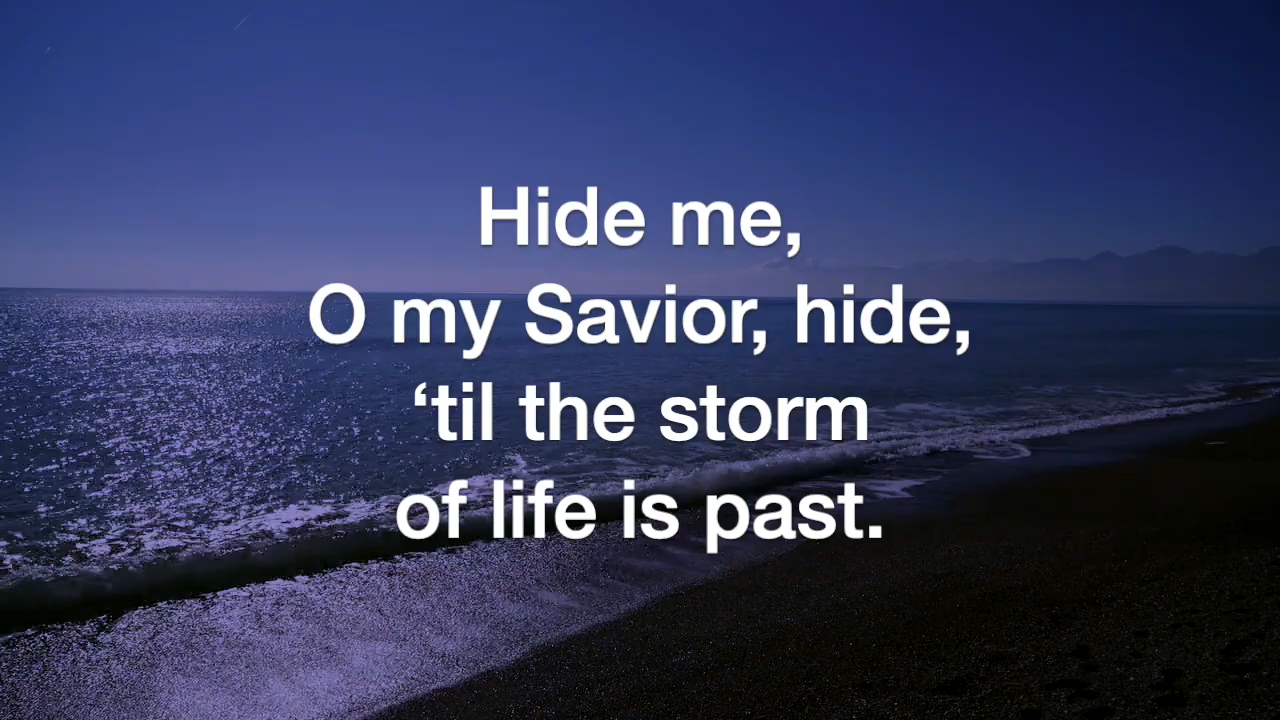 Hide me,
O my Savior, hide,
‘til the storm
of life is past.